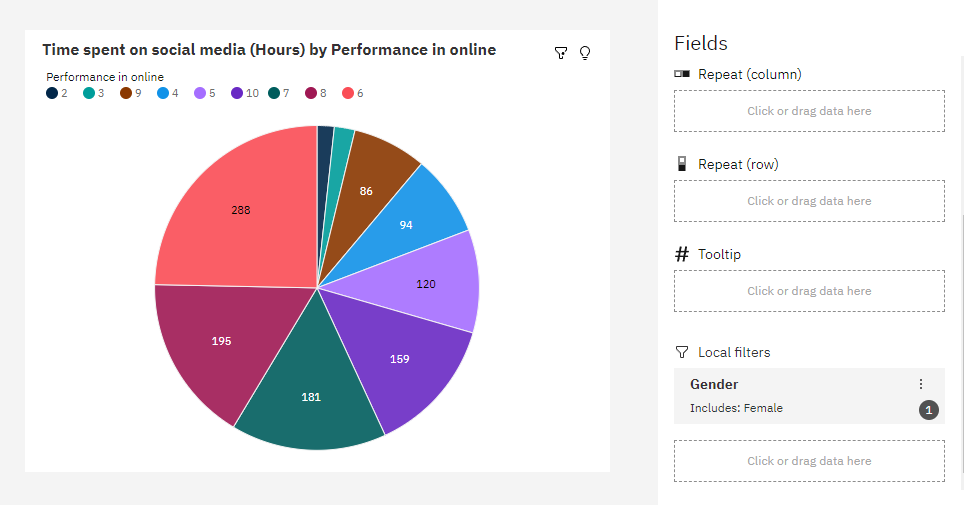 Time spent on social media (Hours) by Performance in online
Performance in online
2 3 9 4 5 10 7 8 6
288
86
94
120
159
181
195
Fields
Repeat (column)
Click or drag data here
Repeat (row)
Click or drag data here
Tooltip
Click or drag data here
Local filters
Gender
Includes: Female
1
Click or drag data here